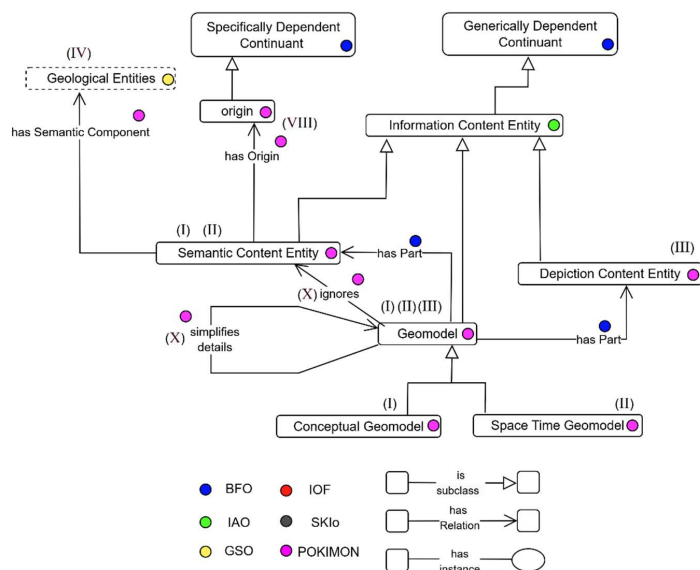 Specifically Dependent
Continuant
Generically Dependent
Continuant
(IV)
Geological Entities
origin
(VIII)
Information Content Entity
has Semantic Component
has Origin
(I) (II)
Semantic Content Entity
has Part
(III)
Depiction Content Entity
(X) ignores
(I) (II) (III)
(X) simplifies
details
Geomodel
has Part
(I)
Conceptual Geomodel
(II)
Space Time Geomodel
BFO
IOF
is
subclass
IAO
SKIo
has
Relation
GSO
POKIMON
has
instance